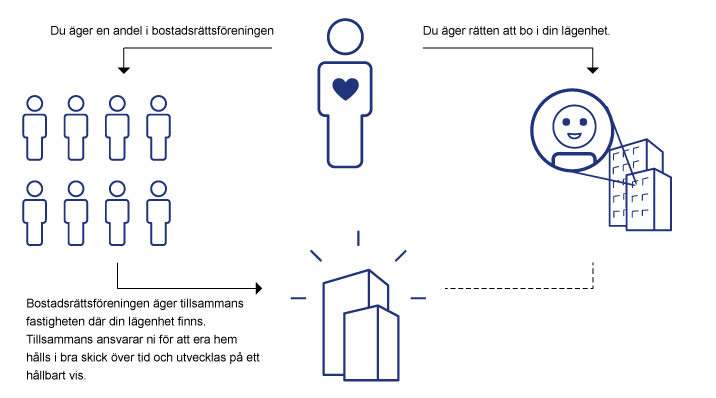 Du äger en andel i bostadsrättsföreningen
Du äger rätten att bo i din lägenhet.
Bostadsrättsföreningen äger tillsammans
fastigheten där din lägenhet finns.
Tillsammans ansvarar ni för att era hem
hålls i bra skick över tid och utvecklas på ett
hållbart vis.